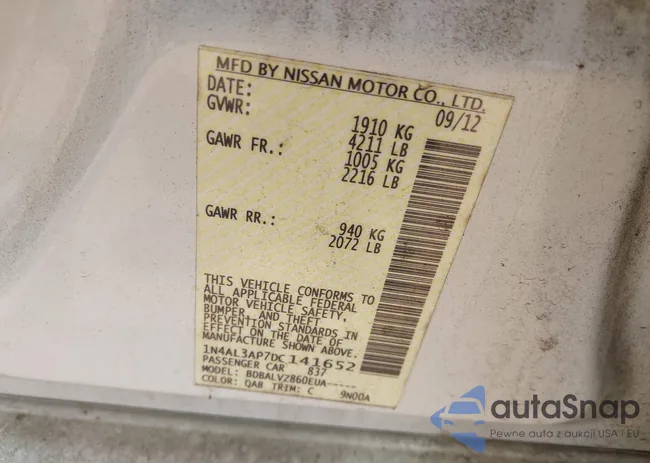 MFD BY NISSAN MOTOR CO., LTD.
DATE: 09/12
GVWR: 1910 KG
4211 LB
GAWR FR.: 1005 KG
2216 LB
GAWR RR.: 940 KG
2072 LB
THIS VEHICLE CONFORMS TO
ALL APPLICABLE FEDERAL
MOTOR VEHICLE SAFETY,
BUMPER, AND THEFT
PREVENTION STANDARDS IN
EFFECT ON THE DATE OF
MANUFACTURE SHOWN ABOVE.
1N4AL3AP7DC141652
PASSENGER CAR 837
MODEL: BDBALVZ860EUA-----
COLOR: QAB TRIM: C 9N00A
autaSnap
Pewne auta z aukcji USA i EU